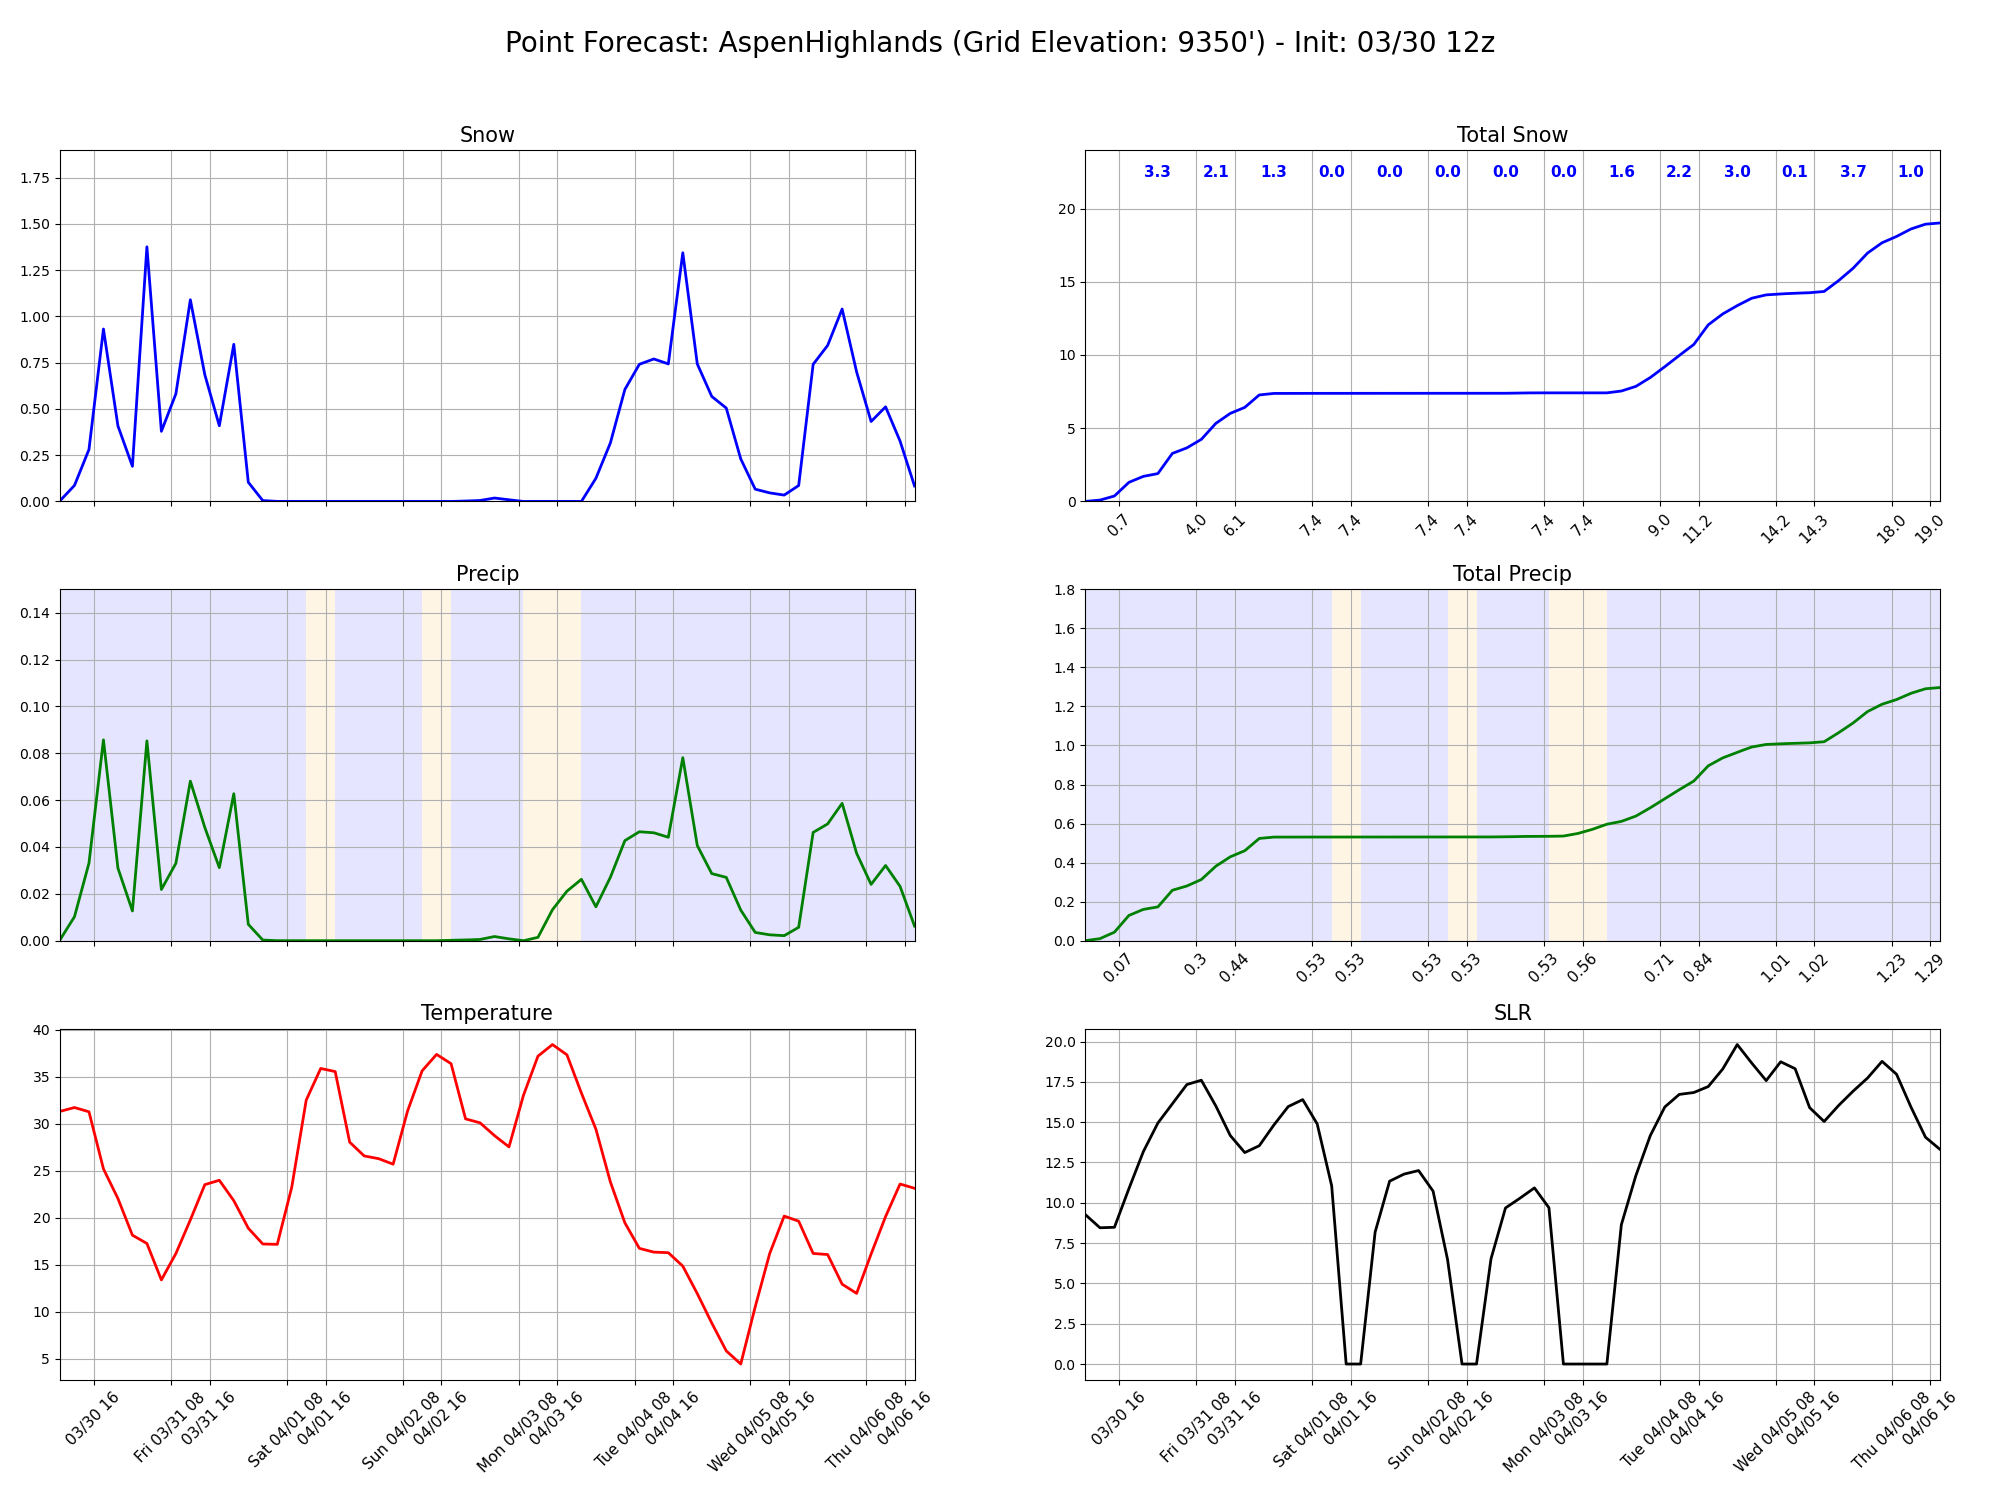 Point Forecast: AspenHighlands (Grid Elevation: 9350') - Init: 03/30 12z
Snow
1.75
1.50
1.25
1.00
0.75
0.50
0.25
0.00
Total Snow
3.3 2.1 1.3 0.0 0.0 0.0 0.0 0.0 1.6 2.2 3.0 0.1 3.7 1.0
20
15
10
5
0
0.7 4.0 6.1 7.4 7.4 7.4 7.4 7.4 7.4 9.0 11.2 14.2 14.3 18.0 19.0
Precip
0.14
0.12
0.10
0.08
0.06
0.04
0.02
0.00
Total Precip
1.8
1.6
1.4
1.2
1.0
0.8
0.6
0.4
0.2
0.0
0.07 0.3 0.44 0.53 0.53 0.53 0.53 0.53 0.56 0.71 0.84 1.01 1.02 1.23 1.29
Temperature
40
35
30
25
20
15
10
5
03/30 16
Fri 03/31 08
03/31 16
Sat 04/01 08
04/01 16
Sun 04/02 08
04/02 16
Mon 04/03 08
04/03 16
Tue 04/04 08
04/04 16
Wed 04/05 08
04/05 16
Thu 04/06 08
04/06 16
SLR
20.0
17.5
15.0
12.5
10.0
7.5
5.0
2.5
0.0
03/30 16
Fri 03/31 08
03/31 16
Sat 04/01 08
04/01 16
Sun 04/02 08
04/02 16
Mon 04/03 08
04/03 16
Tue 04/04 08
04/04 16
Wed 04/05 08
04/05 16
Thu 04/06 08
04/06 16